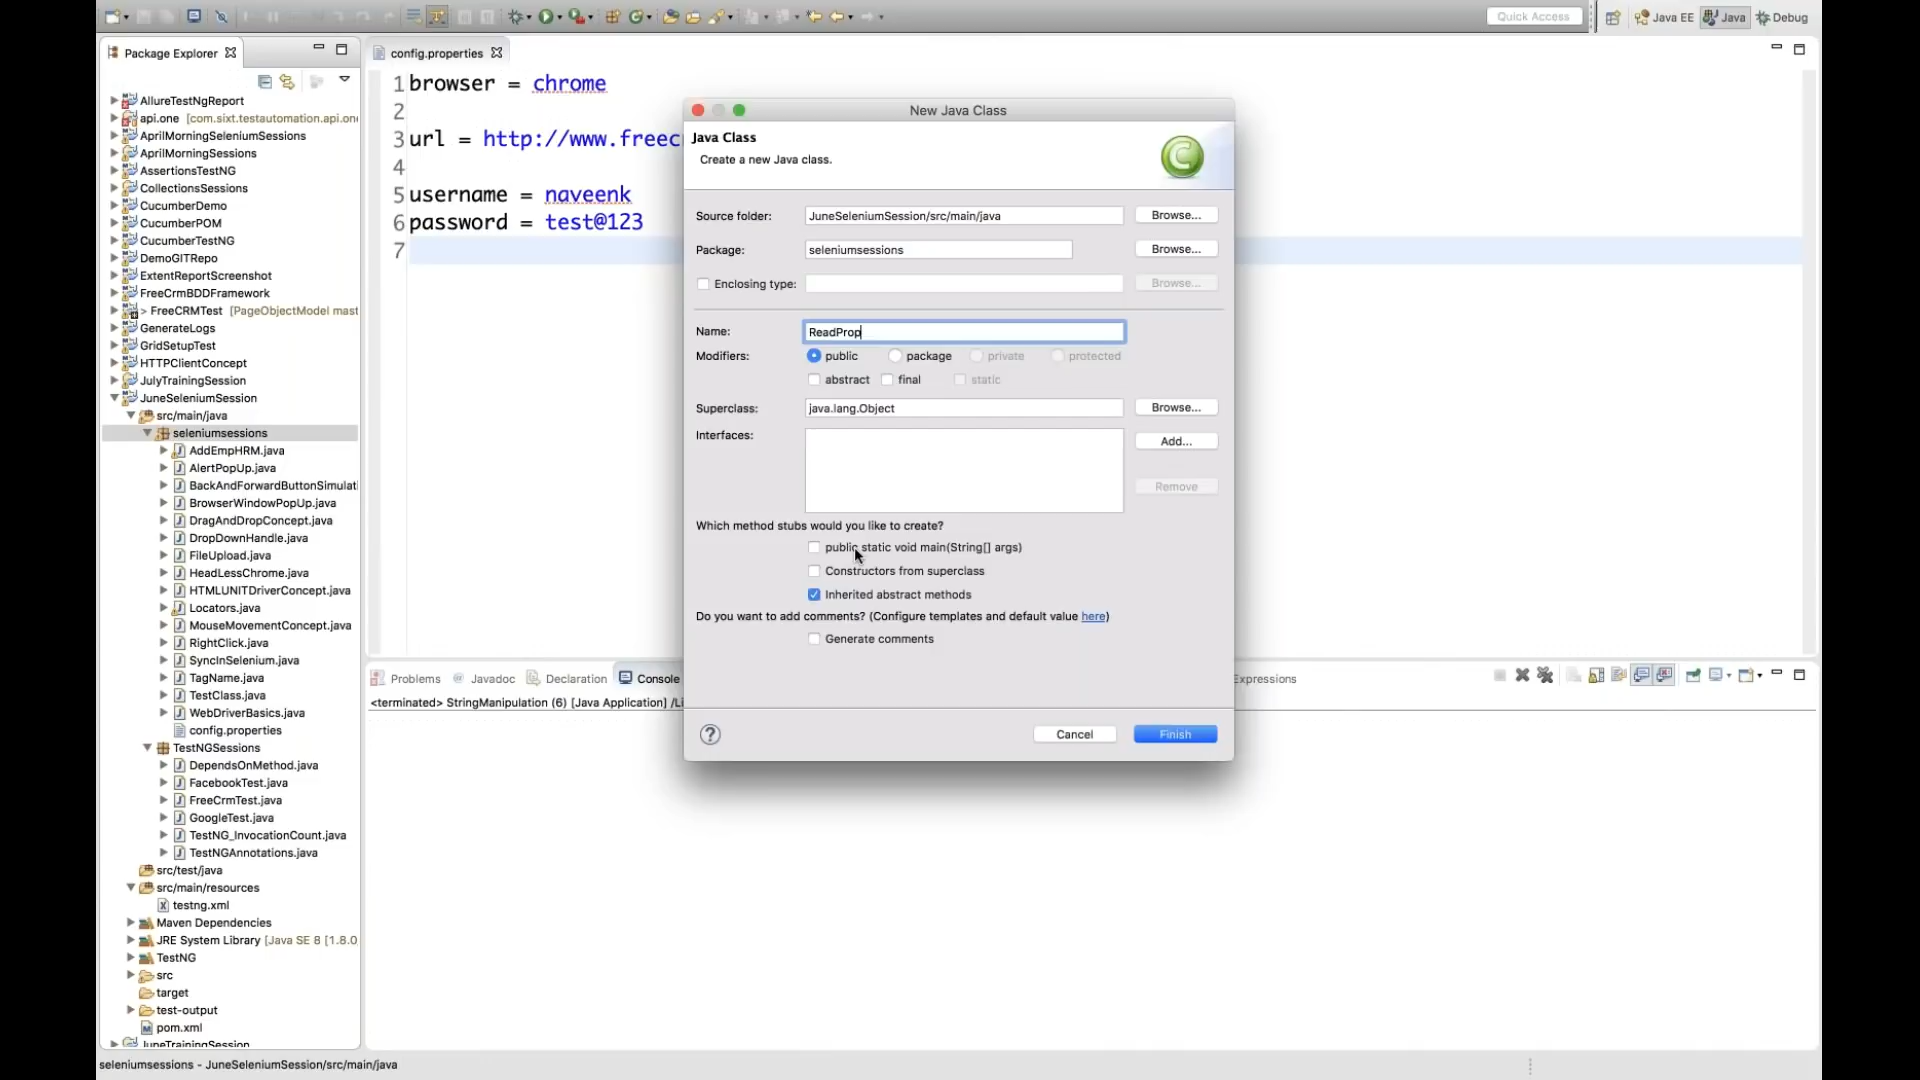 Quick Access
Java EE
Java
Debug
Package Explorer
config.properties
AllureTestNgReport
api.one [com.sixt.testautomation.api.one
AprilMorningSeleniumSessions
AprilMorningSessions
AssertionsTestNG
CollectionsSessions
CucumberDemo
CucumberPOM
CucumberTestNG
DemoGITRepo
ExtentReportScreenshot
FreeCrmBDDFramework
> FreeCRMTest [PageObjectModel mast
GenerateLogs
GridSetupTest
HTTPClientConcept
JulyTrainingSession
JuneSeleniumSession
src/main/java
seleniumsessions
AddEmpHRM.java
AlertPopUp.java
BackAndForwardButtonSimulati
BrowserWindowPopUp.java
DragAndDropConcept.java
DropDownHandle.java
FileUpload.java
HeadLessChrome.java
HTMLUNITDriverConcept.java
Locators.java
MouseMovementConcept.java
RightClick.java
SyncInSelenium.java
TagName.java
TestClass.java
WebDriverBasics.java
config.properties
TestNGSessions
DependsOnMethod.java
FacebookTest.java
FreeCrmTest.java
GoogleTest.java
TestNG_InvocationCount.java
TestNGAnnotations.java
src/test/java
src/main/resources
testng.xml
Maven Dependencies
JRE System Library [Java SE 8 [1.8.0
TestNG
src
target
test-output
pom.xml
JuneTrainingSession
1 browser = chrome
2
3 url = http://www.freec
4
5 username = naveenk
6 password = test@123
7
New Java Class
Java Class
Create a new Java class.
Source folder: JuneSeleniumSession/src/main/java Browse...
Package: seleniumsessions Browse...
Enclosing type: Browse...
Name: ReadProp
Modifiers: public package private protected
abstract final static
Superclass: java.lang.Object Browse...
Interfaces: Add...
Remove
Which method stubs would you like to create?
public static void main(String[] args)
Constructors from superclass
Inherited abstract methods
Do you want to add comments? (Configure templates and default value here)
Generate comments
? Cancel Finish
Problems Javadoc Declaration Console Expressions
<terminated> StringManipulation (6) [Java Application] /Li
seleniumsessions - JuneSeleniumSession/src/main/java